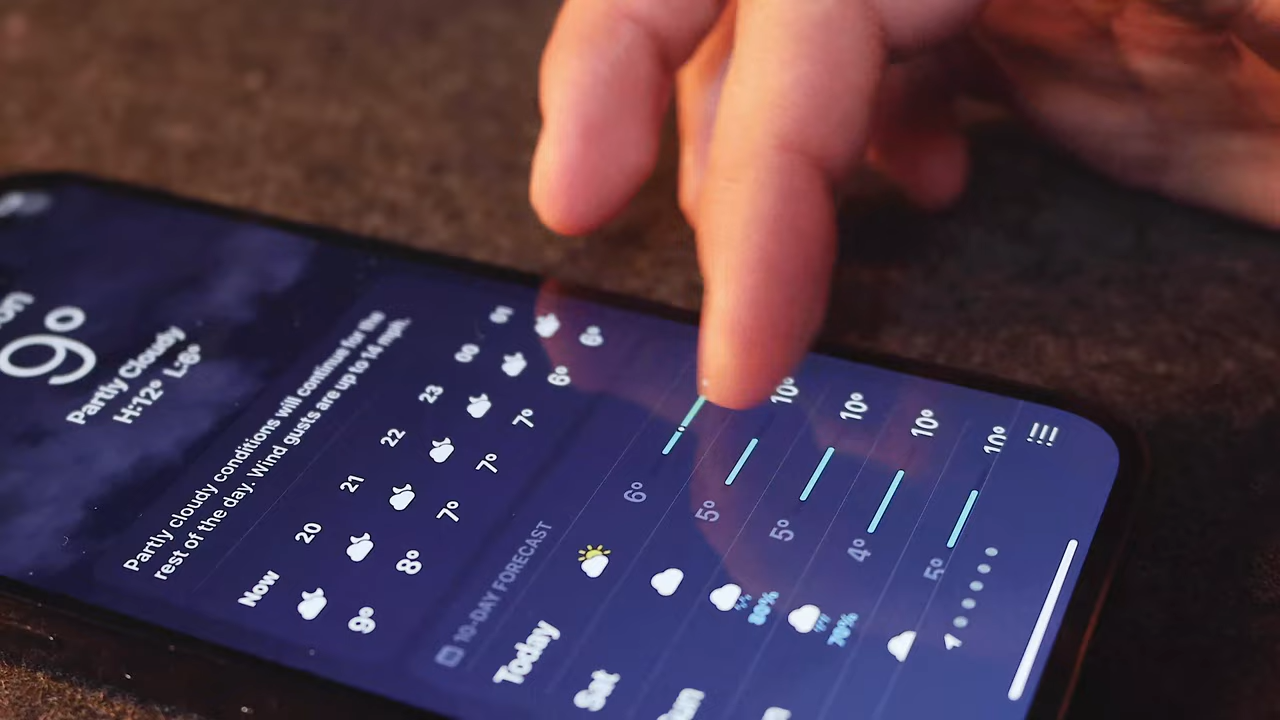 9°
Partly Cloudy
H:12° L:6°
Partly cloudy conditions will continue for the
rest of the day. Wind gusts are up to 14 mph.
Now 20 21 22 23 00 01
9° 8° 7° 7° 7° 6° 6°
10-DAY FORECAST
Today 6°
Sat 5° 10°
80% 5° 10°
70% 4° 10°
5° 10°